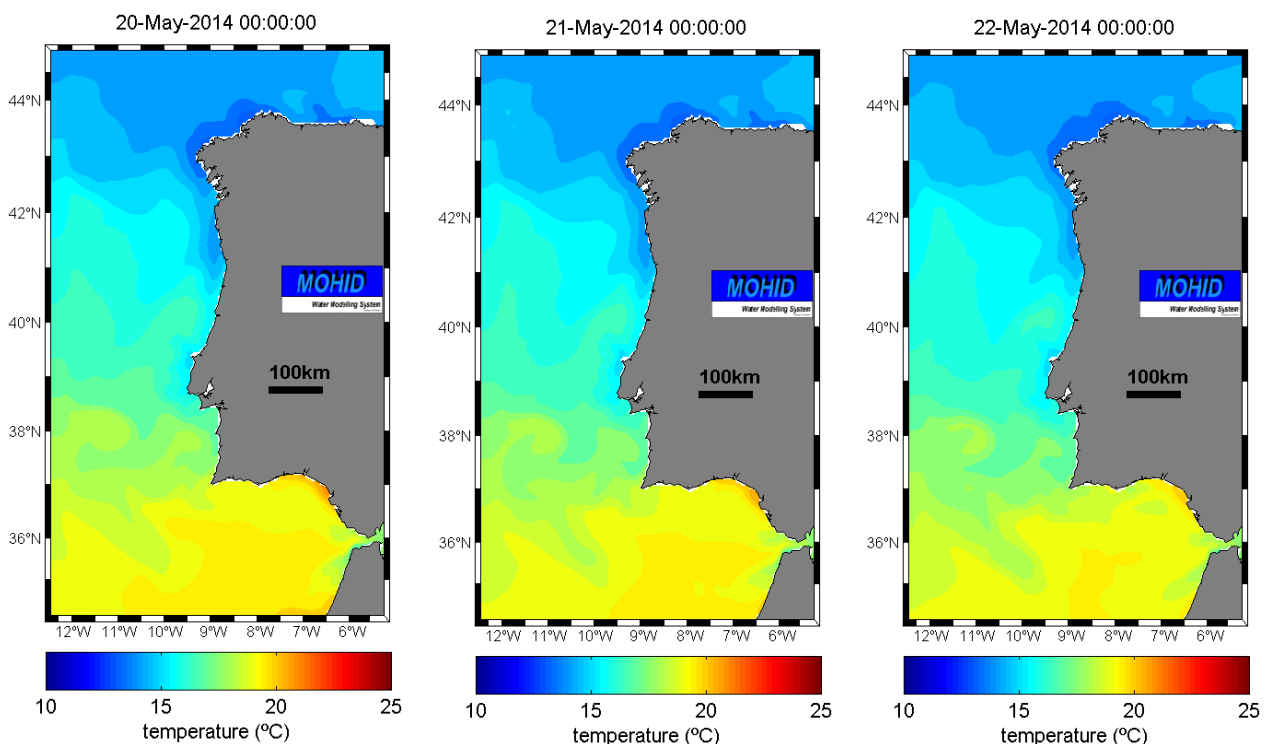 20-May-2014 00:00:00
44°N
42°N
40°N
38°N
36°N
12°W 11°W 10°W 9°W 8°W 7°W 6°W
MOHID
Water Modelling System
100km
10 15 20 25
temperature (ºC)
21-May-2014 00:00:00
44°N
42°N
40°N
38°N
36°N
12°W 11°W 10°W 9°W 8°W 7°W 6°W
MOHID
Water Modelling System
100km
10 15 20 25
temperature (ºC)
22-May-2014 00:00:00
44°N
42°N
40°N
38°N
36°N
12°W 11°W 10°W 9°W 8°W 7°W 6°W
MOHID
Water Modelling System
100km
10 15 20 25
temperature (ºC)